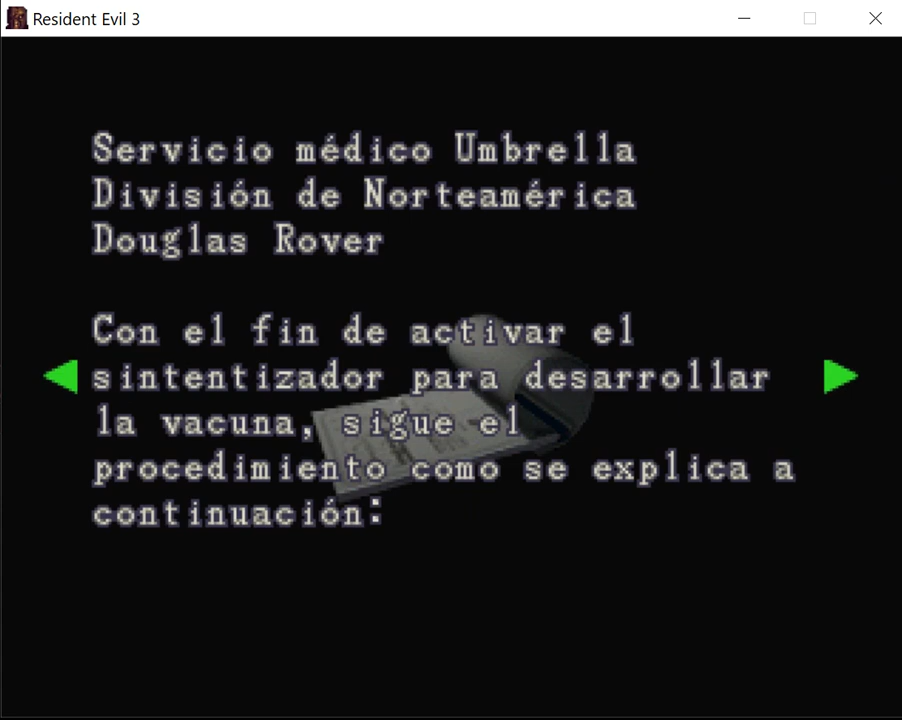 Resident Evil 3
Servicio médico Umbrella
División de Norteamérica
Douglas Rover
Con el fin de activar el
sintentizador para desarrollar
la vacuna, sigue el
procedimiento como se explica a
continuación: